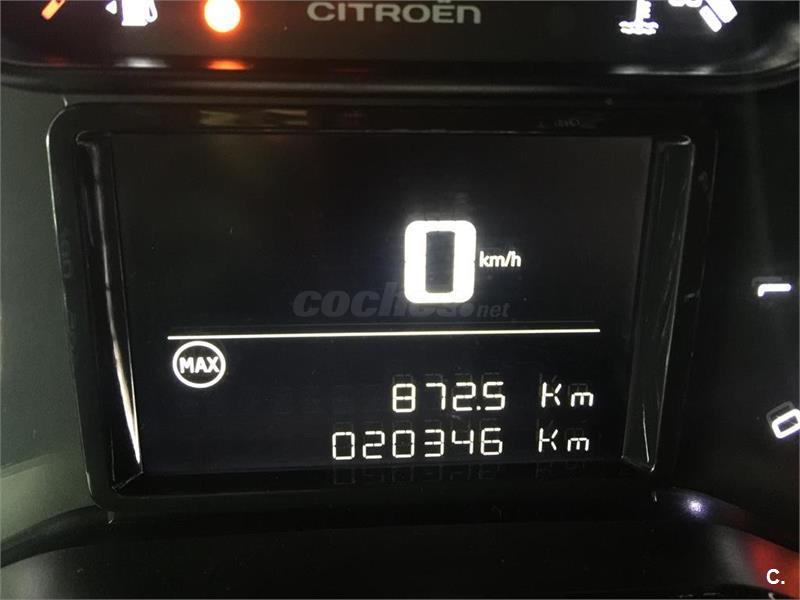 CITROËN
0 km/h
coches.net
MAX
872.5 Km
020346 Km
C.